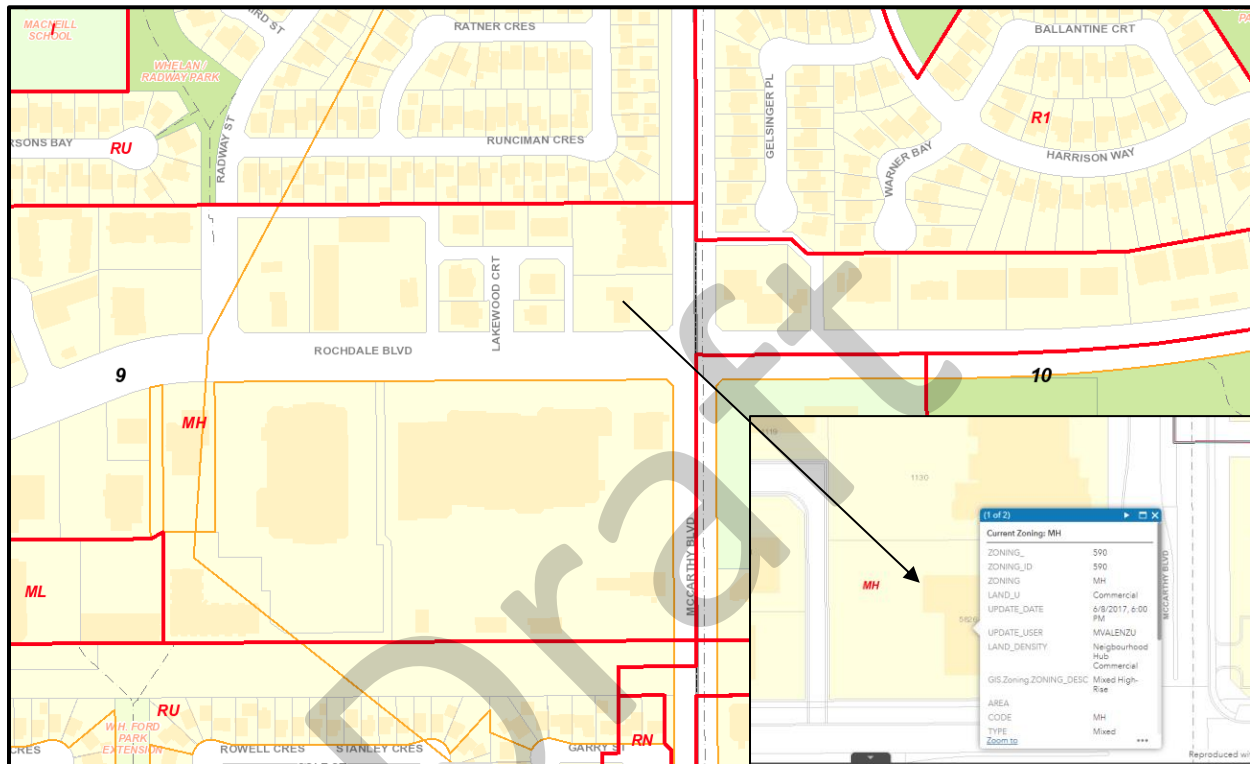 MACNEILL
SCHOOL
I
RATNER CRES
BALLANTINE CRT
WHELAN /
RADWAY PARK
GELSINGER PL
R1
RUNCIMAN CRES
RU
RADWAY ST
WARNER BAY
HARRISON WAY
LAKEWOOD CRT
ROCHDALE BLVD
9
10
MH
MCCARTHY BLVD
ML
RU
W.H. FORD
PARK
EXTENSION
CRES
ROWELL CRES
STANLEY CRES
GARRY ST
RN
Draft
1130
MH
MCCARTHY BLVD
(1 of 2)
Current Zoning: MH
ZONING_ 590
ZONING_ID 590
ZONING MH
LAND_U Commercial
UPDATE_DATE 6/8/2017, 6:00
PM
UPDATE_USER MVALENZU
LAND_DENSITY Neigbourhood
Hub
Commercial
GIS.Zoning.ZONING_DESC Mixed High-
Rise
AREA
CODE MH
TYPE Mixed
Zoom to
Reproduced wi